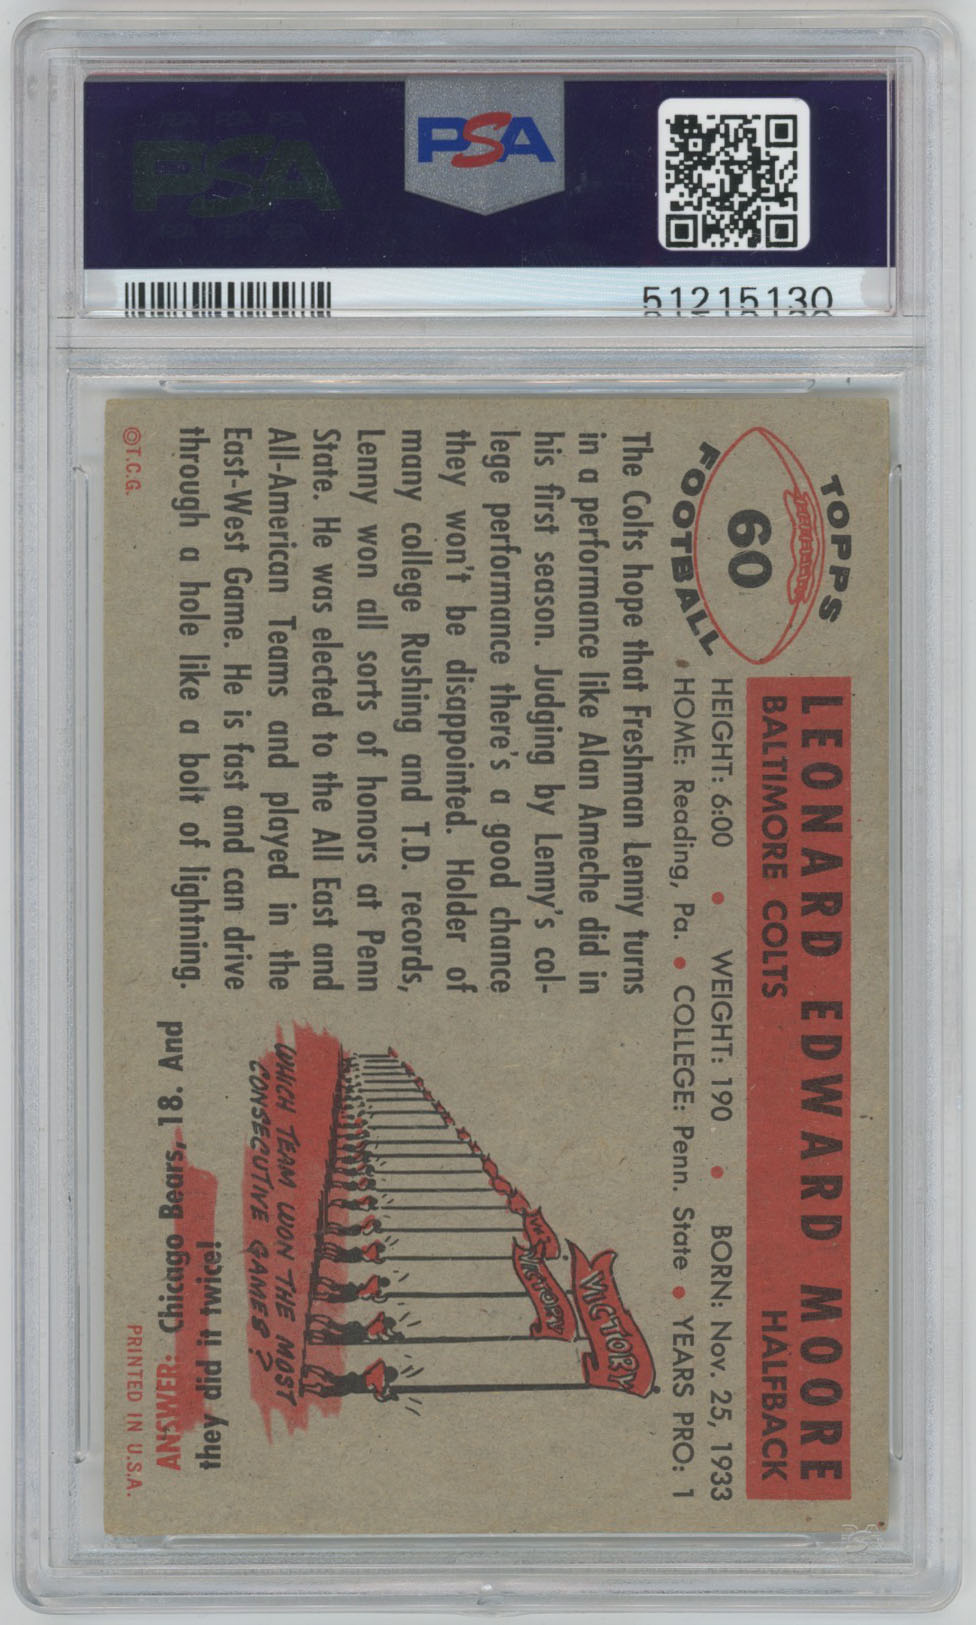 PSA
PSA
51215130
TOPPS
60
FOOTBALL
LEONARD EDWARD MOORE
BALTIMORE COLTS HALFBACK
HEIGHT: 6:00 • WEIGHT: 190 • BORN: Nov. 25, 1933
HOME: Reading, Pa. • COLLEGE: Penn. State • YEARS PRO: 1
The Colts hope that Freshman Lenny turns
in a performance like Alan Ameche did in
his first season. Judging by Lenny's col-
lege performance there's a good chance
they won't be disappointed. Holder of
many college Rushing and T.D. records,
Lenny won all sorts of honors at Penn
State. He was elected to the All East and
All-American Teams and played in the
East-West Game. He is fast and can drive
through a hole like a bolt of lightning.
VICTORY
VICTORY
WHICH TEAM WON THE MOST
CONSECUTIVE GAMES?
ANSWER: Chicago Bears, 18. And
they did it twice!
©T.C.G.
PRINTED IN U.S.A.